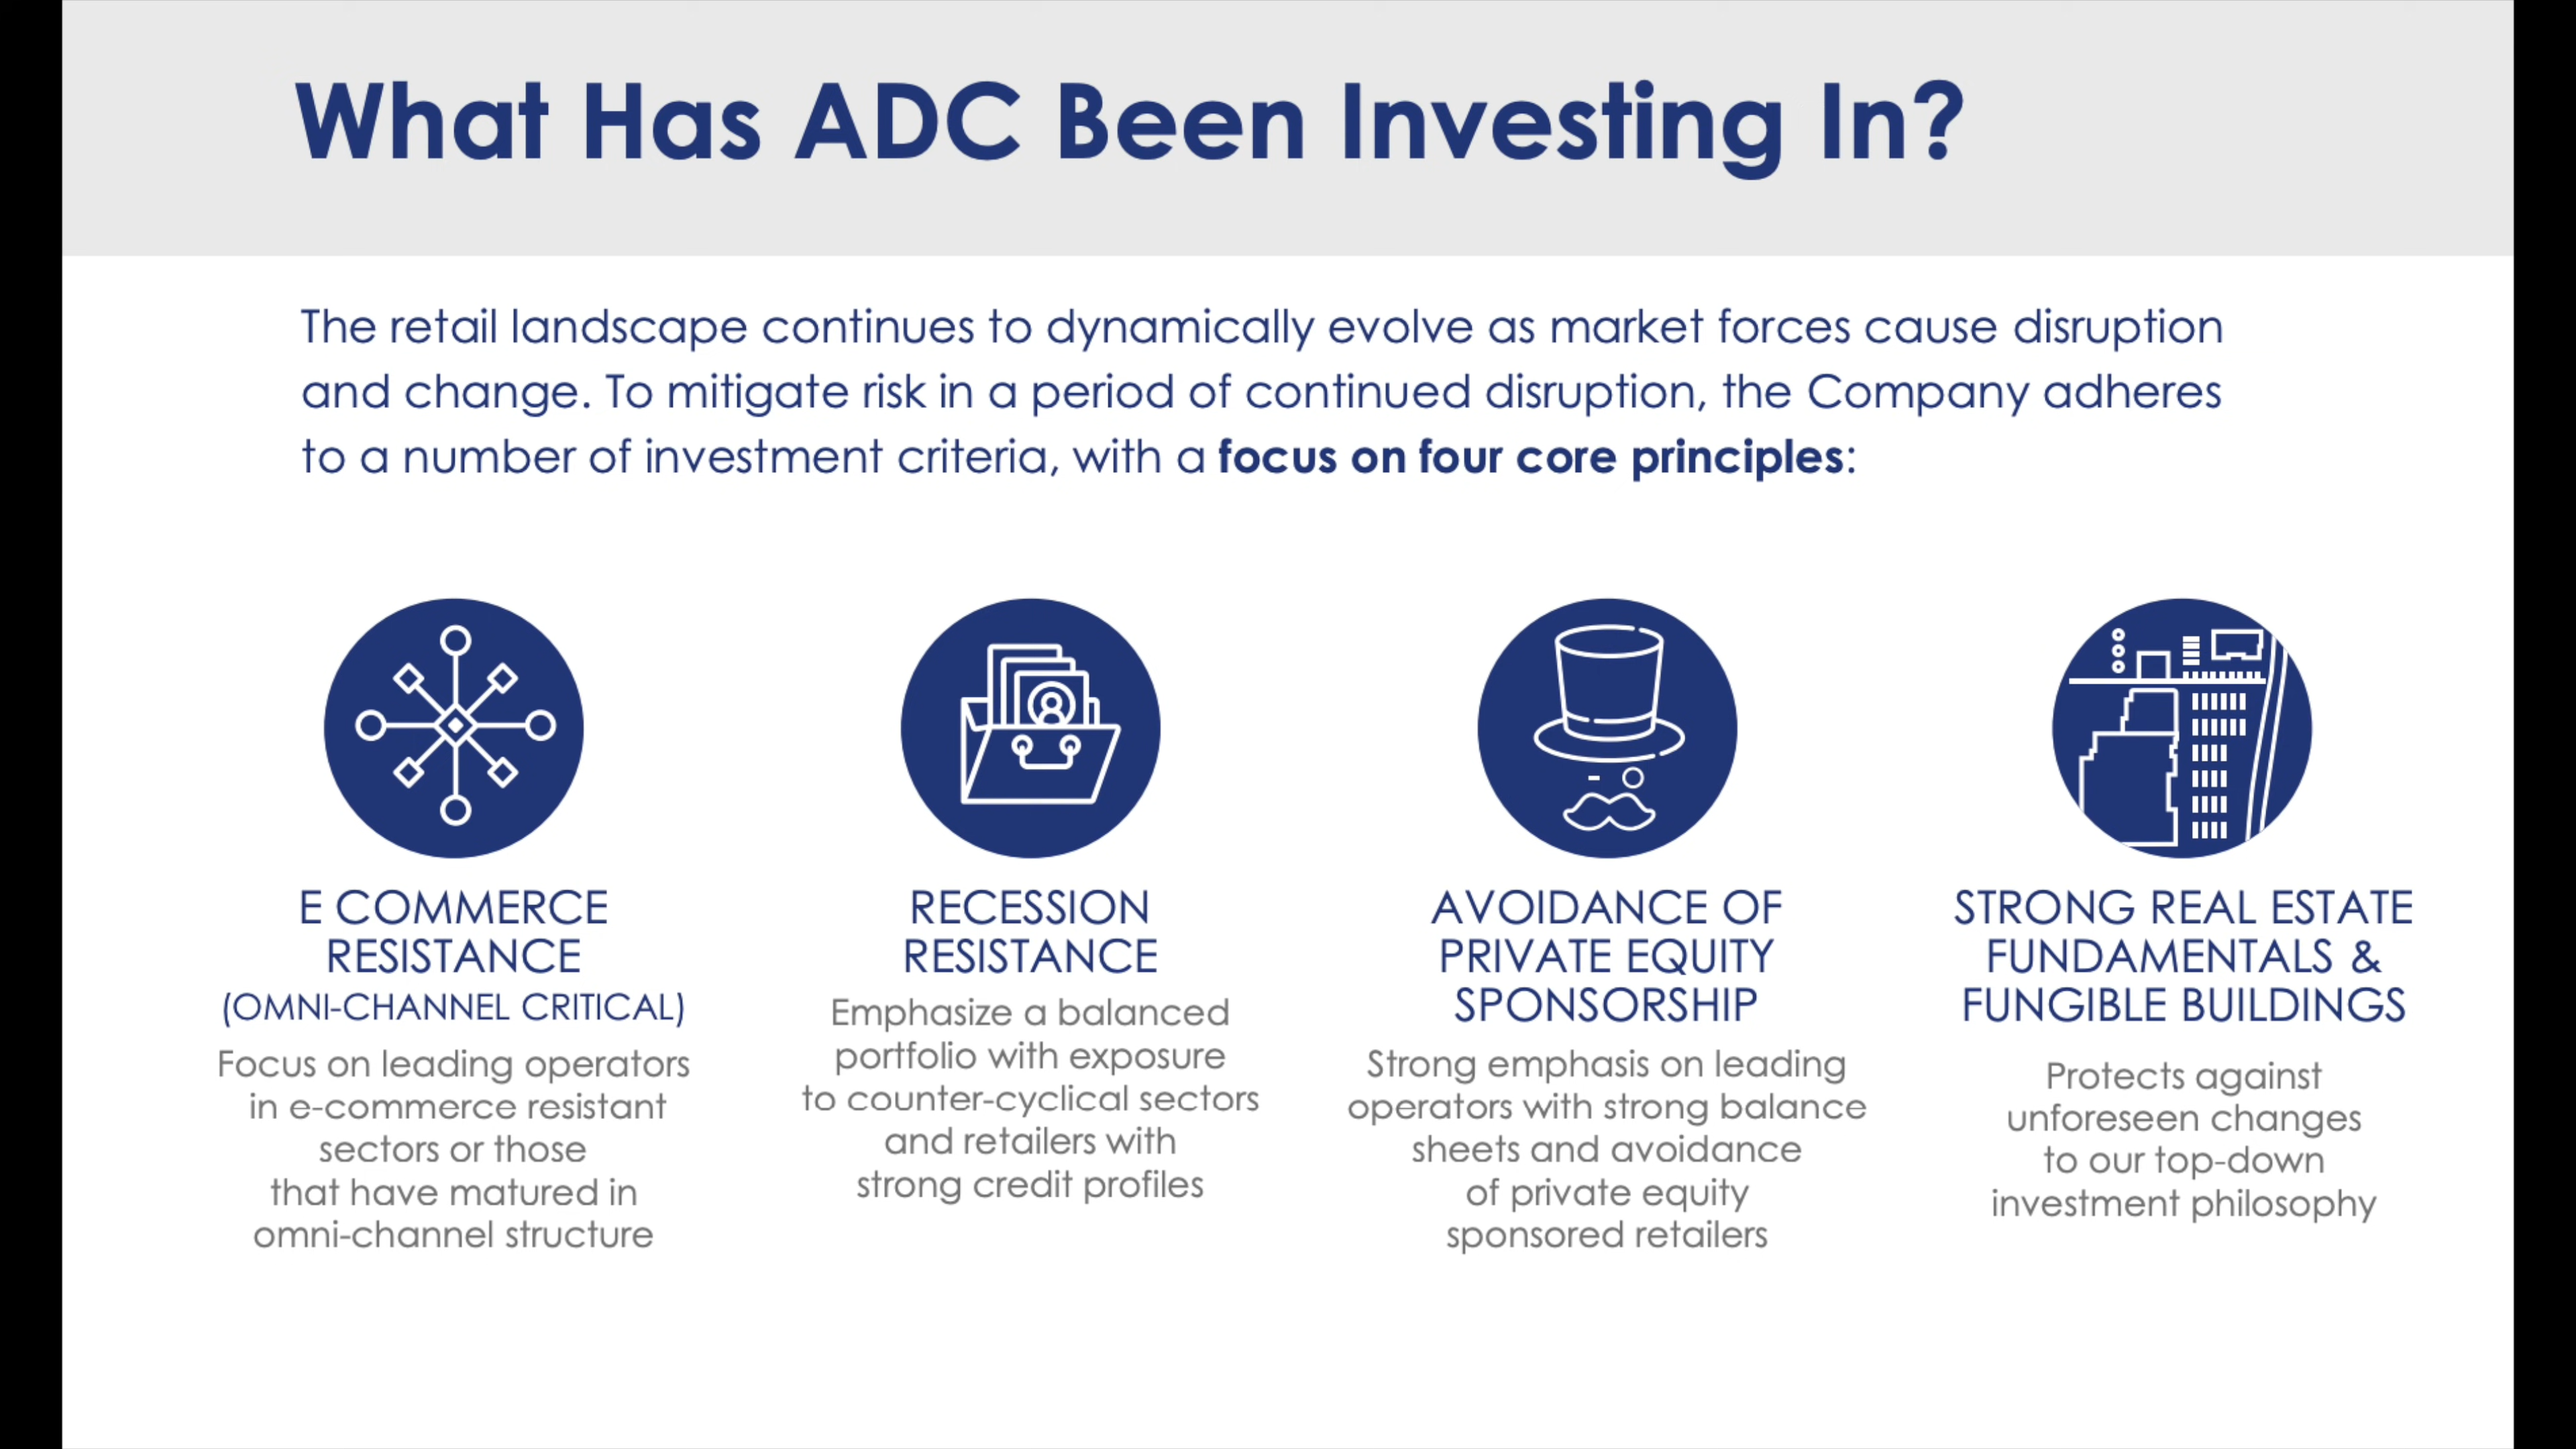 What Has ADC Been Investing In?
The retail landscape continues to dynamically evolve as market forces cause disruption
and change. To mitigate risk in a period of continued disruption, the Company adheres
to a number of investment criteria, with a focus on four core principles:
E COMMERCE
RESISTANCE
(OMNI-CHANNEL CRITICAL)
Focus on leading operators
in e-commerce resistant
sectors or those
that have matured in
omni-channel structure
RECESSION
RESISTANCE
Emphasize a balanced
portfolio with exposure
to counter-cyclical sectors
and retailers with
strong credit profiles
AVOIDANCE OF
PRIVATE EQUITY
SPONSORSHIP
Strong emphasis on leading
operators with strong balance
sheets and avoidance
of private equity
sponsored retailers
STRONG REAL ESTATE
FUNDAMENTALS &
FUNGIBLE BUILDINGS
Protects against
unforeseen changes
to our top-down
investment philosophy